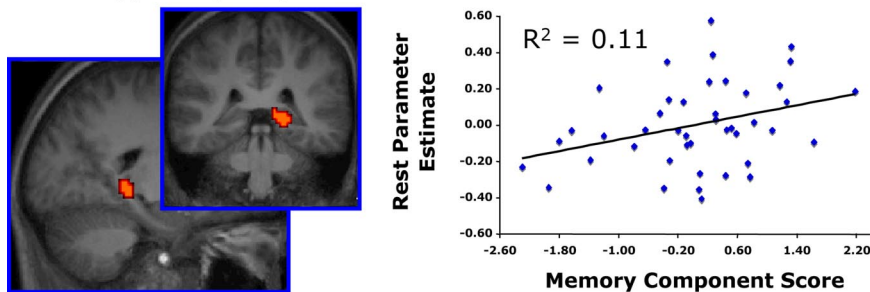 R² = 0.11
Rest Parameter
Estimate
0.60
0.40
0.20
0.00
-0.20
-0.40
-0.60
-2.60 -1.80 -1.00 -0.20 0.60 1.40 2.20
Memory Component Score